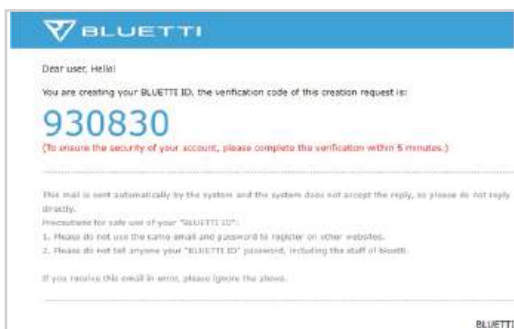 BLUETTI
Dear user, Hello!
You are creating your BLUETTI ID, the verification code of this creation request is:
930830
(To ensure the security of your account, please complete the verification within 5 minutes.)
This mail is sent automatically by the system and the system does not accept the reply, so please do not reply
directly.
Precautions for safe use of your "BLUETTI ID":
1. Please do not use the same email and password to register on other websites.
2. Please do not tell anyone your "BLUETTI ID" password, including the staff of Bluetti.
If you receive this email in error, please ignore the above.
BLUETTI